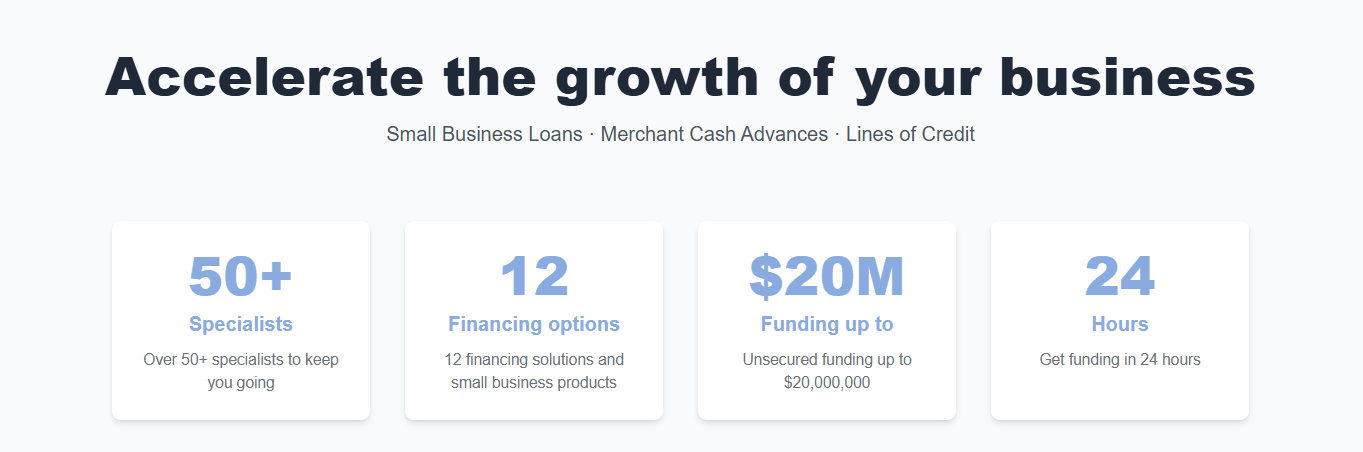 Accelerate the growth of your business
Small Business Loans · Merchant Cash Advances · Lines of Credit
50+
Specialists
Over 50+ specialists to keep
you going
12
Financing options
12 financing solutions and
small business products
$20M
Funding up to
Unsecured funding up to
$20,000,000
24
Hours
Get funding in 24 hours